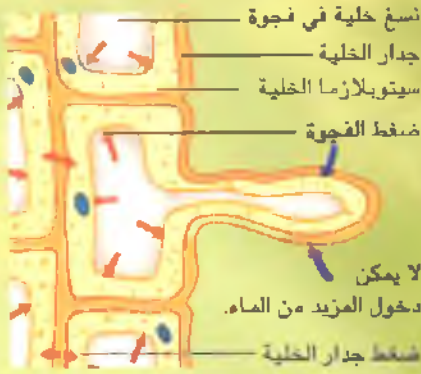 نسغ خلية في فجوة
جدار الخلية
سيتوبلازما الخلية
ضغط الفجوة
لا يمكن
دخول المزيد من الماء.
ضغط جدار الخلية